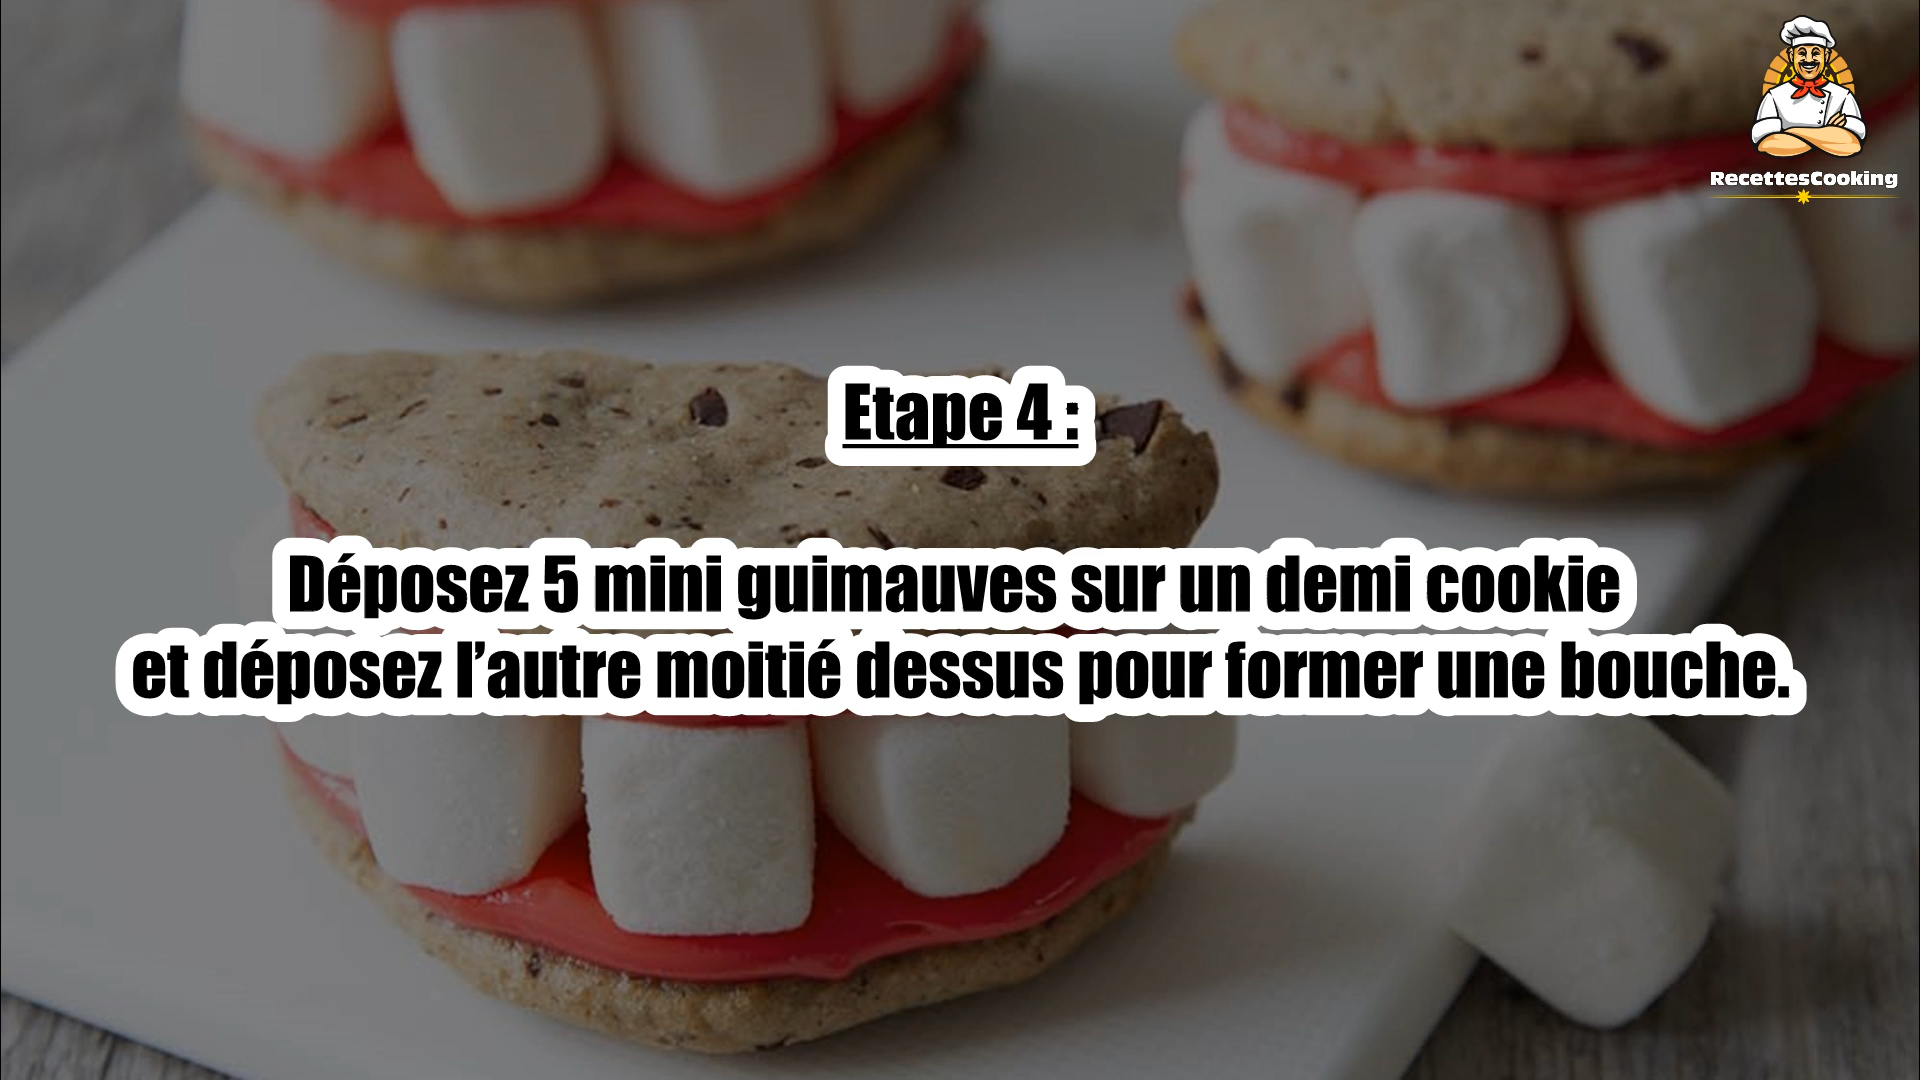 RecettesCooking
Etape 4 :
Déposez 5 mini guimauves sur un demi cookie
et déposez l’autre moitié dessus pour former une bouche.